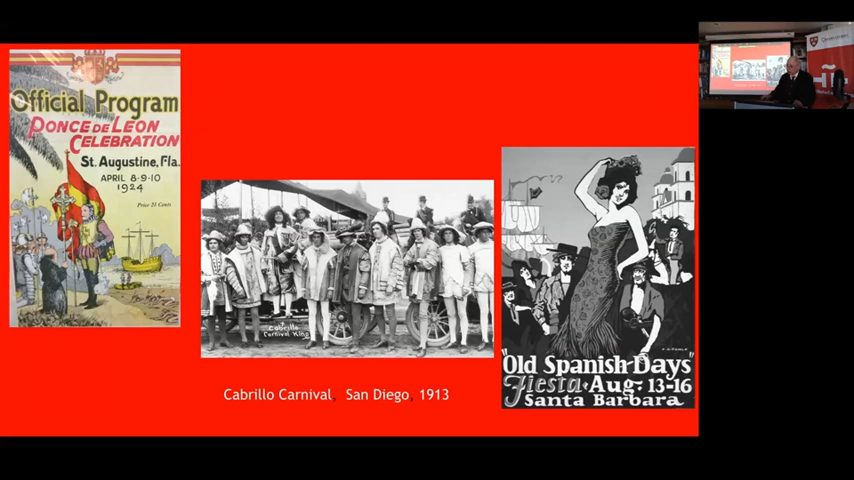 Official Program
PONCE DE LEON
CELEBRATION
St. Augustine, Fla.
APRIL 8-9-10
1924
Price 25 Cents
"Cabrillo
Carnival King"
Cabrillo Carnival, San Diego, 1913
"Old Spanish Days"
Fiesta · Aug. 13-16
Santa Barbara